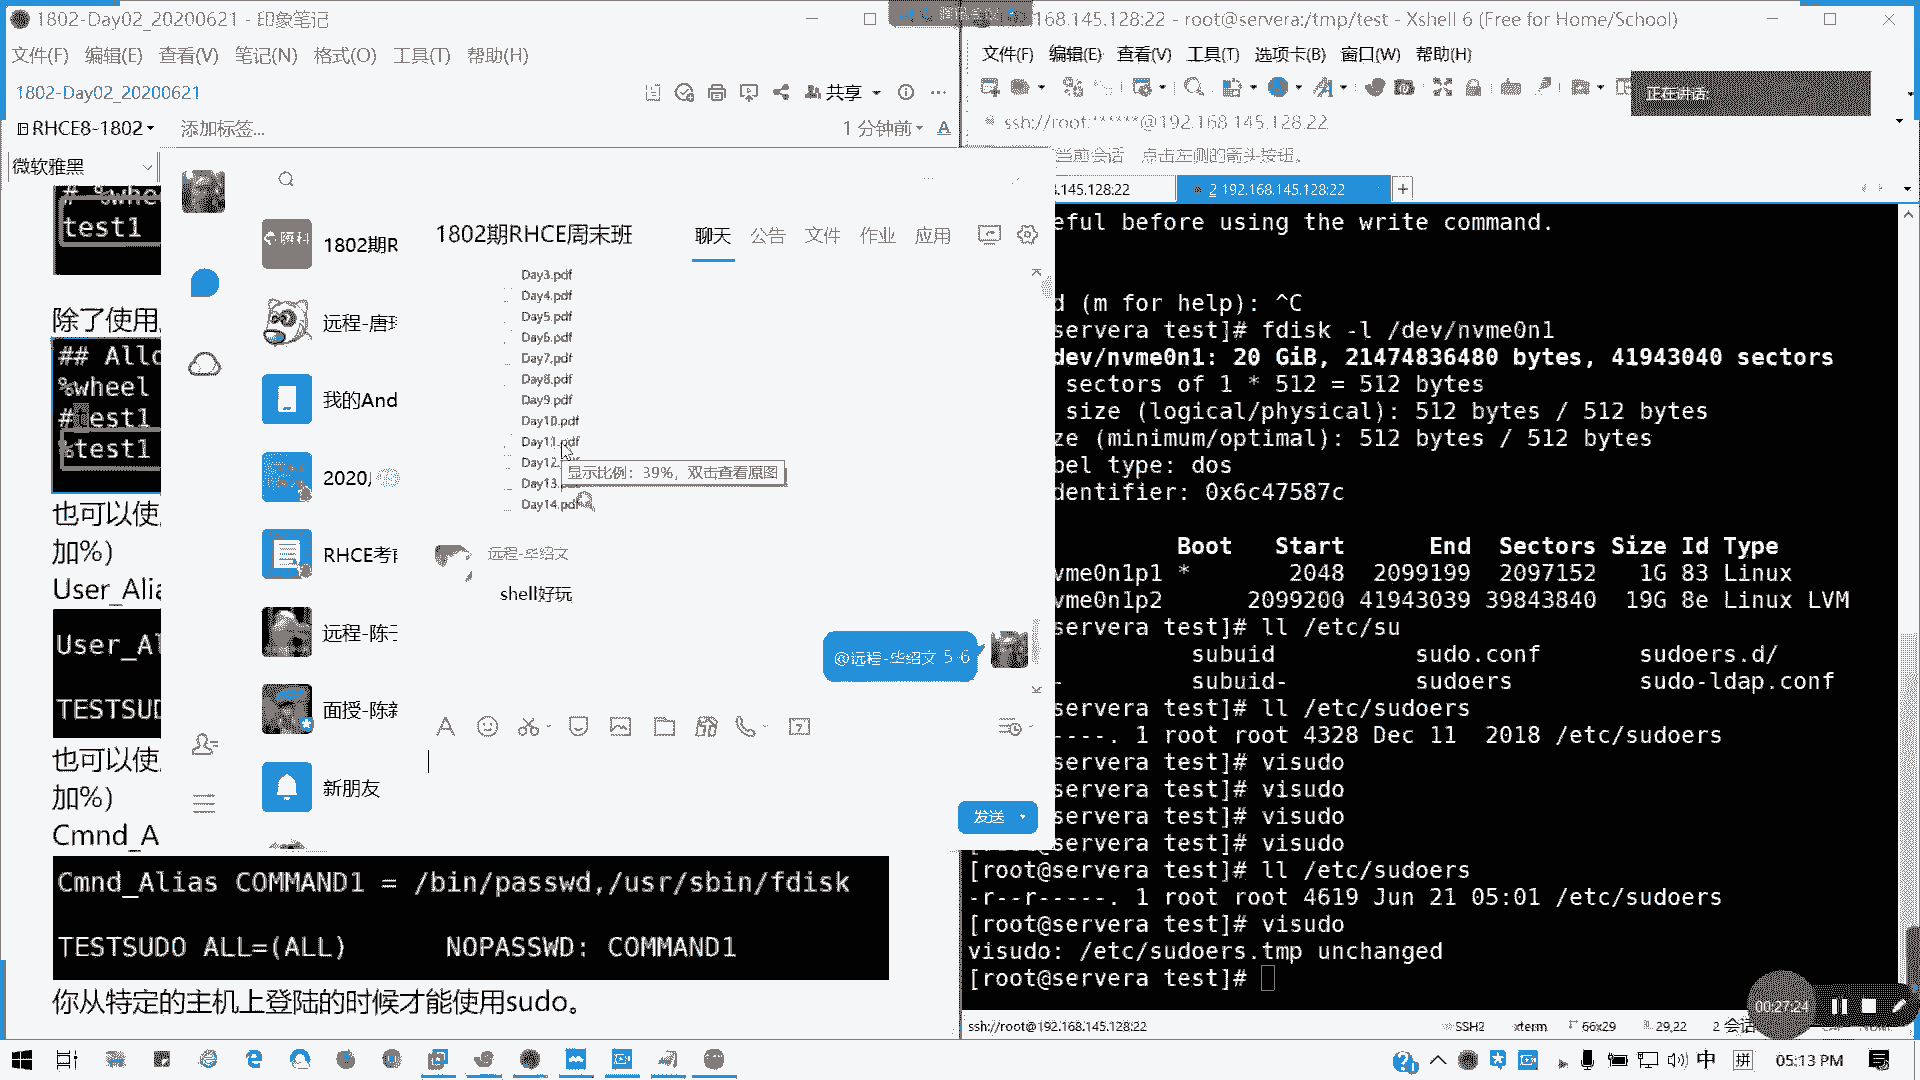 1802-Day02_20200621 - 印象笔记
文件(F) 编辑(E) 查看(V) 笔记(N) 格式(O) 工具(T) 帮助(H)
1802-Day02_20200621
共享
RHCE8-1802
添加标签...
1 分钟前
微软雅黑
test1
除了使用
## Allo
%wheel
%test1
也可以使
加%)
User_Alia
User_Al
TESTSUD
也可以使
加%)
Cmnd_A
Cmnd_Alias COMMAND1 = /bin/passwd,/usr/sbin/fdisk
TESTSUDO ALL=(ALL) NOPASSWD: COMMAND1
你从特定的主机上登陆的时候才能使用sudo。
1802期R
远程-唐
我的And
2020
RHCE考
远程-陈
面授-陈
新朋友
1802期RHCE周末班
聊天 公告 文件 作业 应用
Day3.pdf
Day4.pdf
Day5.pdf
Day6.pdf
Day7.pdf
Day8.pdf
Day9.pdf
Day10.pdf
Day11.pdf
Day12
Day13
Day14.pdf
显示比例：39%，双击查看原图
远程-毕绍文
shell好玩
@远程-毕绍文 5-6
发送
168.145.128:22 - root@servera:/tmp/test - Xshell 6 (Free for Home/School)
文件(F) 编辑(E) 查看(V) 工具(T) 选项卡(B) 窗口(W) 帮助(H)
正在讲话:
ssh://root:******@192.168.145.128:22
当前会话，点击左侧的箭头按钮。
.145.128:22
2 192.168.145.128:22
eful before using the write command.
d (m for help): ^C
servera test]# fdisk -l /dev/nvme0n1
dev/nvme0n1: 20 GiB, 21474836480 bytes, 41943040 sectors
sectors of 1 * 512 = 512 bytes
size (logical/physical): 512 bytes / 512 bytes
ze (minimum/optimal): 512 bytes / 512 bytes
bel type: dos
dentifier: 0x6c47587c
Boot Start End Sectors Size Id Type
vme0n1p1 * 2048 2099199 2097152 1G 83 Linux
vme0n1p2 2099200 41943039 39843840 19G 8e Linux LVM
servera test]# ll /etc/su
subuid sudo.conf sudoers.d/
- subuid- sudoers sudo-ldap.conf
servera test]# ll /etc/sudoers
----. 1 root root 4328 Dec 11 2018 /etc/sudoers
servera test]# visudo
servera test]# visudo
servera test]# visudo
servera test]# visudo
[root@servera test]# ll /etc/sudoers
-r--r-----. 1 root root 4619 Jun 21 05:01 /etc/sudoers
[root@servera test]# visudo
visudo: /etc/sudoers.tmp unchanged
[root@servera test]#
00:27:24
ssh://root@192.168.145.128:22 SSH2 xterm 66x29 29,22 2 会话
中 拼 05:13 PM